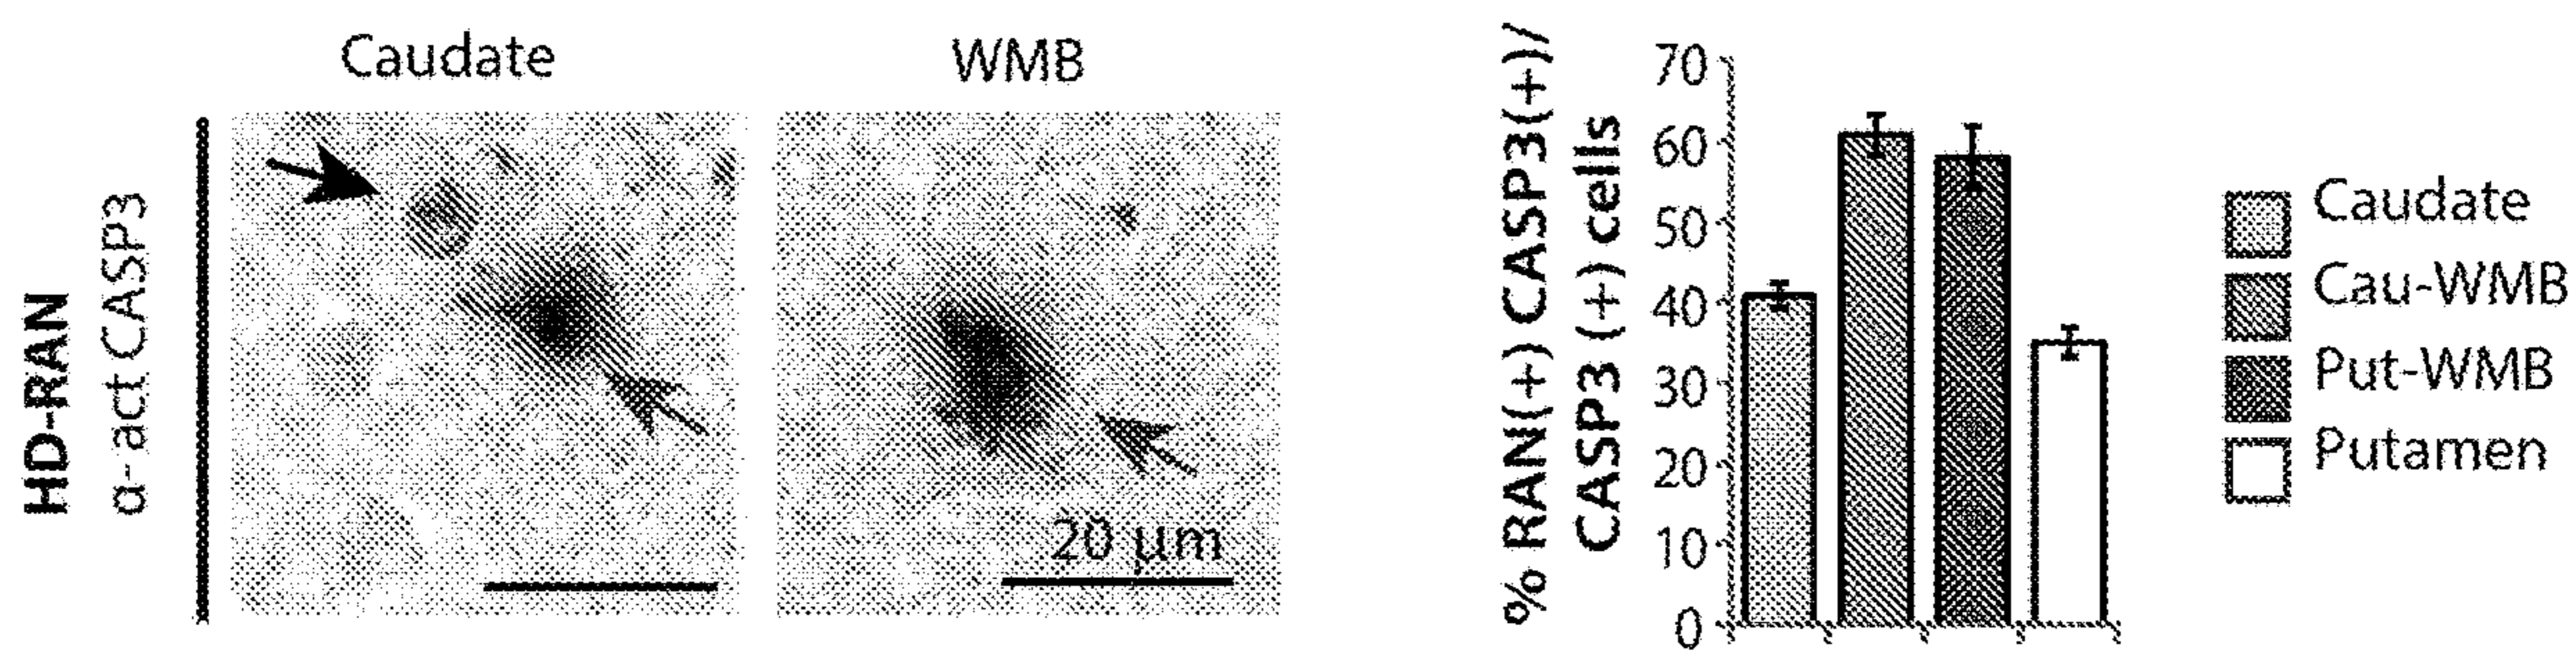 HD-RAN
α- act CASP3
Caudate
WMB
20 µm
% RAN(+) CASP3(+)/
CASP3 (+) cells
70
60
50
40
30
20
10
0
Caudate
Cau-WMB
Put-WMB
Putamen